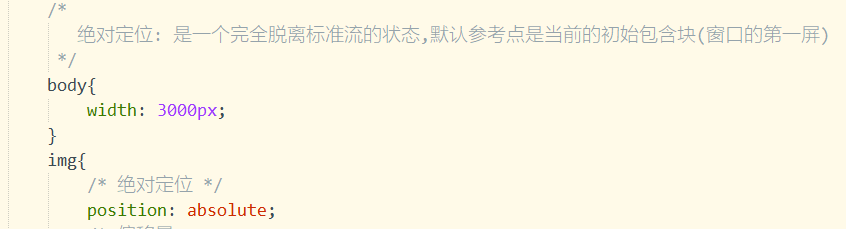 /*
绝对定位: 是一个完全脱离标准流的状态,默认参考点是当前的初始包含块(窗口的第一屏)
*/
body{
width: 3000px;
}
img{
/* 绝对定位 */
position: absolute;